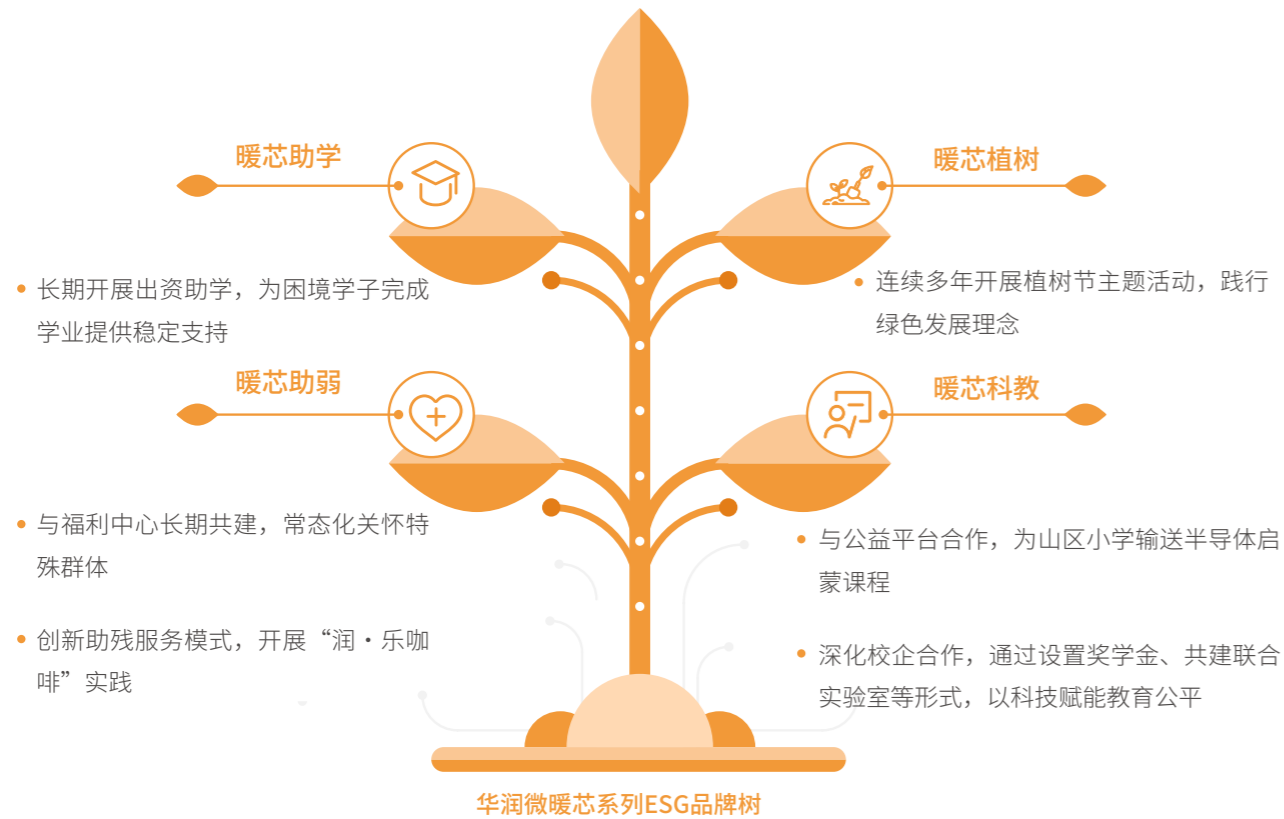 暖芯助学
长期开展出资助学，为困境学子完成
学业提供稳定支持
暖芯植树
连续多年开展植树节主题活动，践行
绿色发展理念
暖芯助弱
与福利中心长期共建，常态化关怀特
殊群体
创新助残服务模式，开展“润·乐咖
啡”实践
暖芯科教
与公益平台合作，为山区小学输送半导体启
蒙课程
深化校企合作，通过设置奖学金、共建联合
实验室等形式，以科技赋能教育公平
华润微暖芯系列ESG品牌树